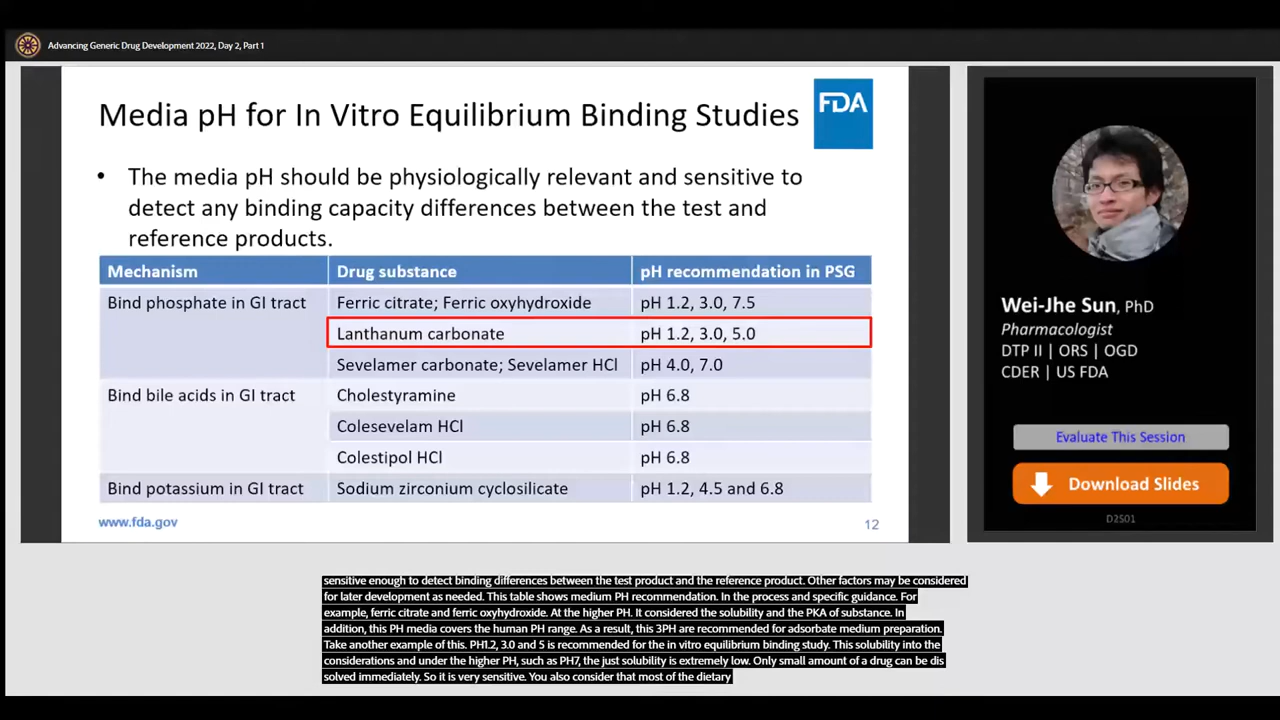 Advancing Generic Drug Development 2022, Day 2, Part 1
Media pH for In Vitro Equilibrium Binding Studies
FDA
• The media pH should be physiologically relevant and sensitive to
detect any binding capacity differences between the test and
reference products.
Mechanism Drug substance pH recommendation in PSG
Bind phosphate in GI tract Ferric citrate; Ferric oxyhydroxide pH 1.2, 3.0, 7.5
Lanthanum carbonate pH 1.2, 3.0, 5.0
Sevelamer carbonate; Sevelamer HCl pH 4.0, 7.0
Bind bile acids in GI tract Cholestyramine pH 6.8
Colesevelam HCl pH 6.8
Colestipol HCl pH 6.8
Bind potassium in GI tract Sodium zirconium cyclosilicate pH 1.2, 4.5 and 6.8
www.fda.gov 12
Wei-Jhe Sun, PhD
Pharmacologist
DTP II | ORS | OGD
CDER | US FDA
Evaluate This Session
Download Slides
D2S01
sensitive enough to detect binding differences between the test product and the reference product. Other factors may be considered
for later development as needed. This table shows medium PH recommendation. In the process and specific guidance. For
example, ferric citrate and ferric oxyhydroxide. At the higher PH. It considered the solubility and the PKA of substance. In
addition, this PH media covers the human PH range. As a result, this 3PH are recommended for adsorbate medium preparation.
Take another example of this. PH1.2, 3.0 and 5 is recommended for the in vitro equilibrium binding study. This solubility into the
considerations and under the higher PH, such as PH7, the just solubility is extremely low. Only small amount of a drug can be dis
solved immediately. So it is very sensitive. You also consider that most of the dietary